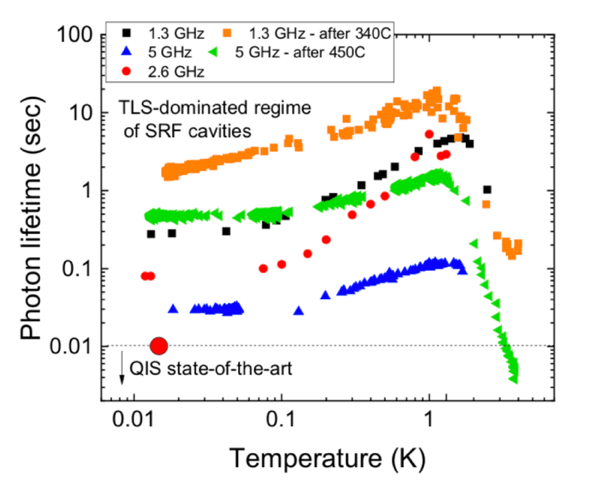 1.3 GHz 1.3 GHz - after 340C
5 GHz 5 GHz - after 450C
2.6 GHz
TLS-dominated regime
of SRF cavities
QIS state-of-the-art
100
10
1
0.1
0.01
Photon lifetime (sec)
0.01 0.1 1
Temperature (K)